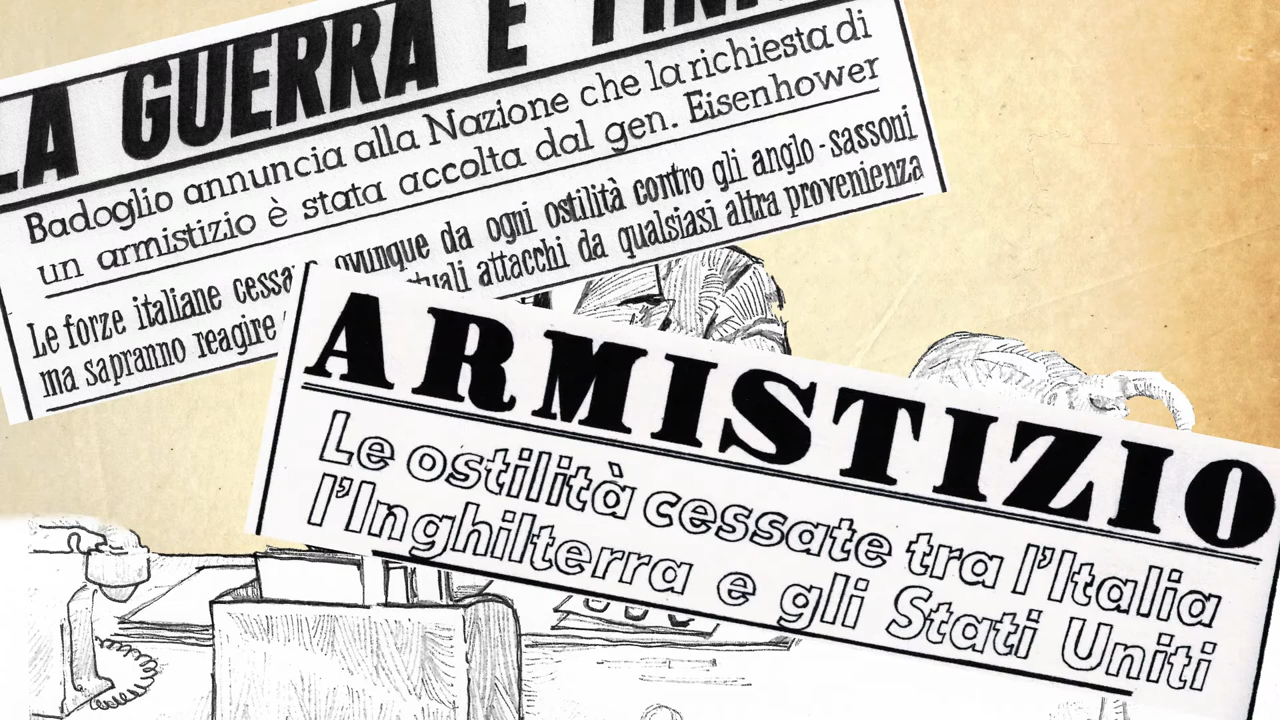 LA GUERRA È
Badoglio annuncia alla Nazione che la richiesta di
un armistizio è stata accolta dal gen. Eisenhower
Le forze italiane ovunque da ogni ostilità contro gli anglo-sassoni
ma sapranno reagire attacchi da qualsiasi altra provenienza
ARMISTIZIO
Le ostilità cessate tra l'Italia
l'Inghilterra e gli Stati Uniti